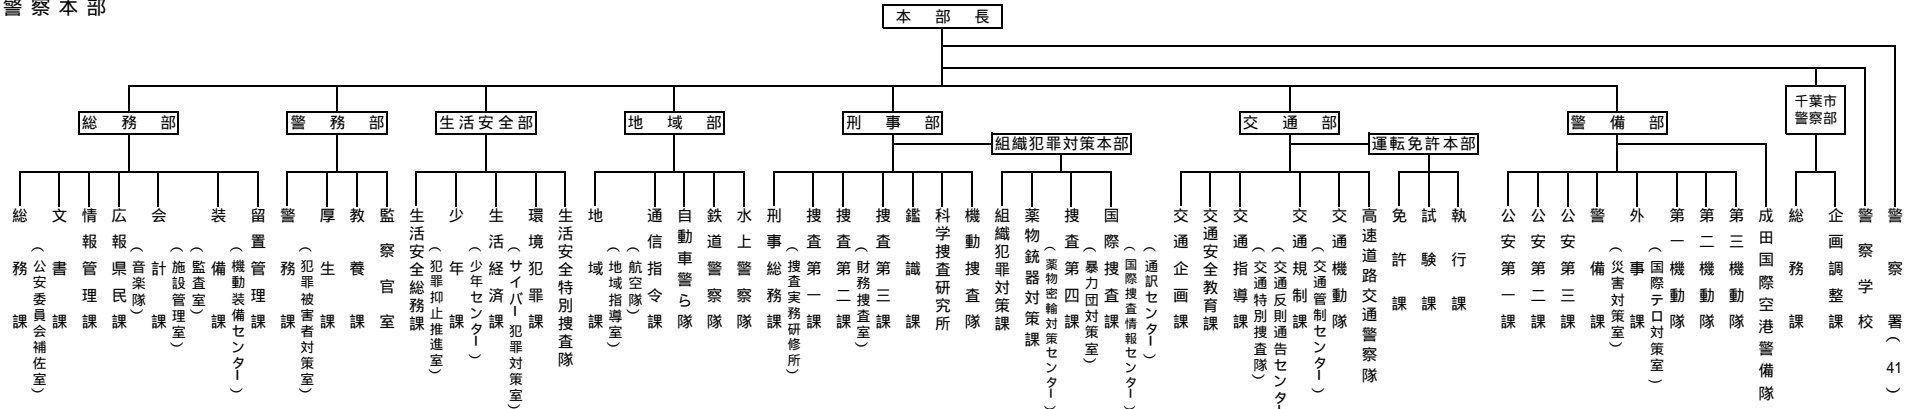 警察本部
本部長
総務部
警務部
生活安全部
地域部
刑事部
組織犯罪対策本部
交通部
運転免許本部
警備部
千葉市
警察部
総務課
(公安委員会補佐室)
文書課
情報管理課
広報県民課
(音楽隊)
会計課
(施設管理室)
(監査室)
装備課
(機動装備センター)
留置管理課
警務課
(犯罪被害者対策室)
厚生課
教養課
監察官室
生活安全総務課
(犯罪抑止推進室)
少年課
(少年センター)
生活経済課
(サイバー犯罪対策室)
環境犯罪課
生活安全特別捜査隊
地域課
(地域指導室)
(航空隊)
通信指令課
自動車警ら隊
鉄道警察隊
水上警察隊
刑事総務課
(捜査実務研修所)
捜査第一課
捜査第二課
(財務捜査室)
捜査第三課
鑑識課
科学捜査研究所
機動捜査隊
組織犯罪対策課
薬物銃器対策課
(薬物密輸対策センター)
捜査第四課
(暴力団対策室)
国際捜査課
(国際捜査情報センター)
(通訳センター)
交通企画課
交通安全教育課
交通指導課
(交通特別捜査隊)
(交通反則通告センター
交通規制課
(交通管制センター)
交通機動隊
高速道路交通警察隊
免許課
試験課
執行課
公安第一課
公安第二課
公安第三課
警備課
(災害対策室)
外事課
(国際テロ対策室)
第一機動隊
第二機動隊
第三機動隊
成田国際空港警備隊
総務課
企画調整課
警察学校
警察署(41)